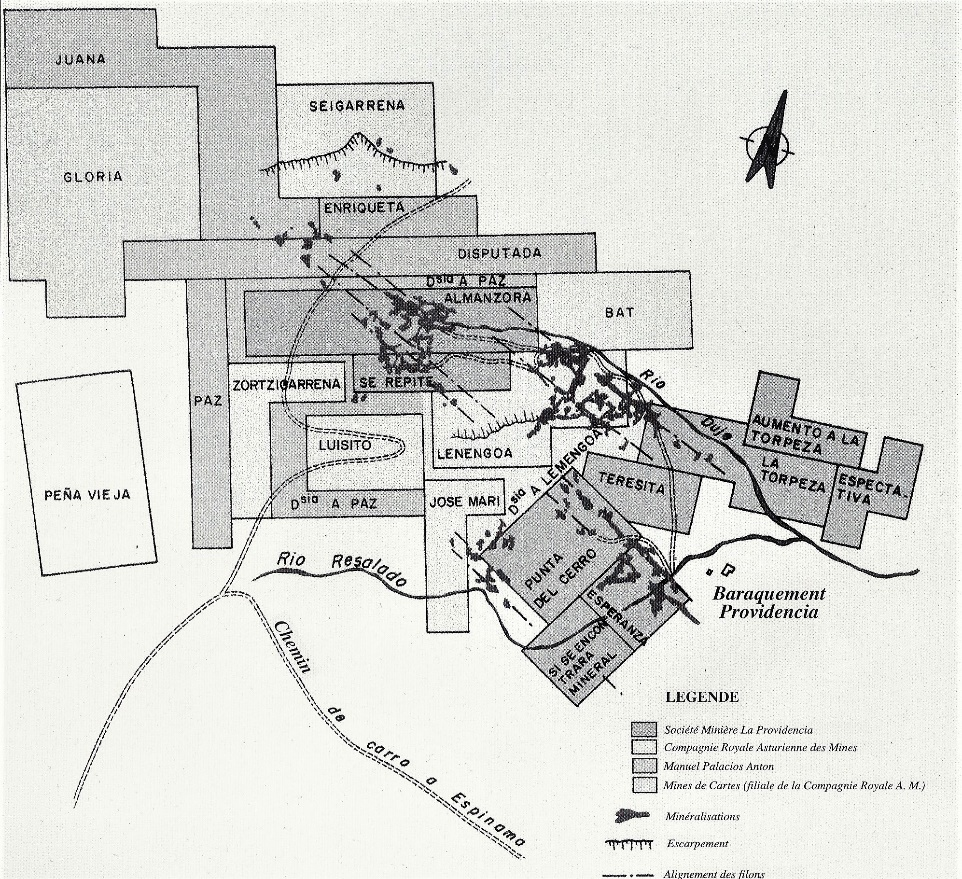 JUANA
SEIGARRENA
GLORIA
ENRIQUETA
DISPUTADA
Dsia A PAZ
ALMANZORA
BAT
Rio
Duje
ZORTZIGARRENA
SE REPITE
PAZ
LUISITO
LENENGOA
Dsia A LEMENGOA
AUMENTO A LA
TORPEZA
LA
TORPEZA
ESPECTA-
TIVA
TERESITA
PEÑA VIEJA
Dsia A PAZ
JOSE MARI
PUNTA
DEL CERRO
ESPERANZA
SI SE ENCON
TRARA
MINERAL
Rio Resalado
Baraquement
Providencia
Chemin
de carro a Espinama
LEGENDE
Société Minière La Providencia
Compagnie Royale Asturienne des Mines
Manuel Palacios Anton
Mines de Cartes (filiale de la Compagnie Royale A. M.)
Minéralisations
Escarpement
Alignement des filons